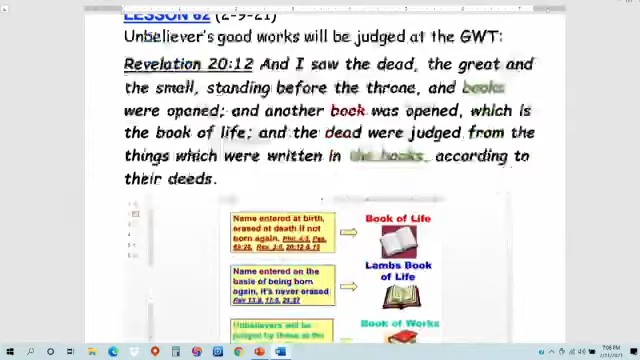 LESSON 62 (2-9-21)
Unbeliever's good works will be judged at the GWT:
Revelation 20:12 And I saw the dead, the great and
the small, standing before the throne, and books
were opened; and another book was opened, which is
the book of life; and the dead were judged from the
things which were written in the books, according to
their deeds.
Name entered at birth,
erased at death if not
born again.
Book of Life
Name entered on the
basis of being born
again, it's never erased
Lambs Book
of Life
Unbelievers will be
judged by these at the
Book of Works